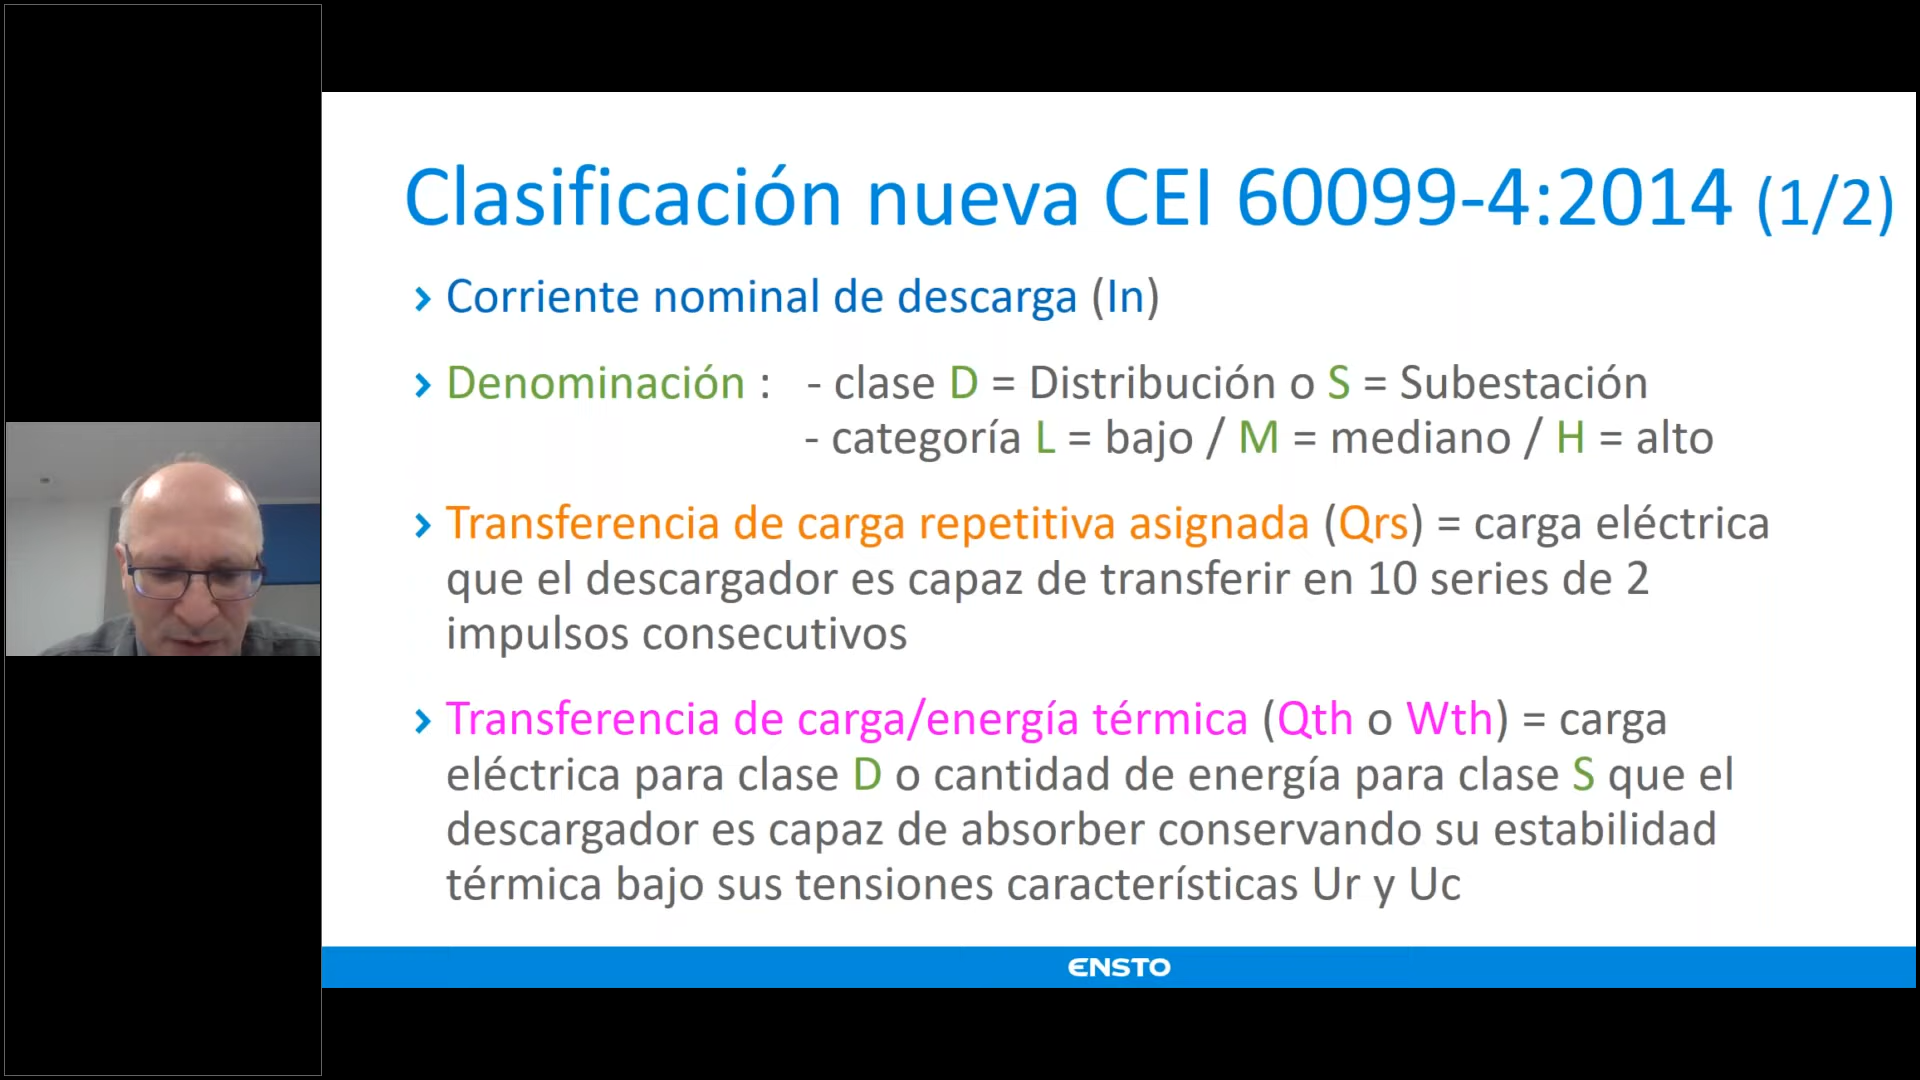 Clasificación nueva CEI 60099-4:2014 (1/2)
Corriente nominal de descarga (In)
Denominación : - clase D = Distribución o S = Subestación
- categoría L = bajo / M = mediano / H = alto
Transferencia de carga repetitiva asignada (Qrs) = carga eléctrica
que el descargador es capaz de transferir en 10 series de 2
impulsos consecutivos
Transferencia de carga/energía térmica (Qth o Wth) = carga
eléctrica para clase D o cantidad de energía para clase S que el
descargador es capaz de absorber conservando su estabilidad
térmica bajo sus tensiones características Ur y Uc
ENSTO